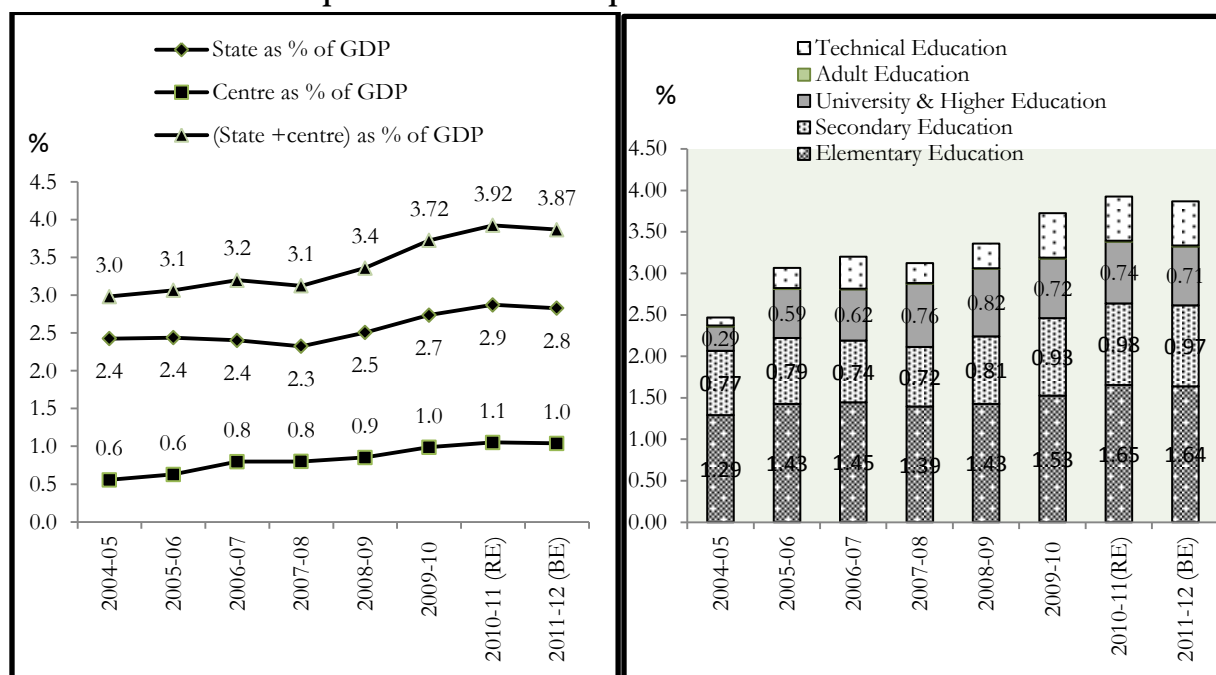 State as % of GDP
Centre as % of GDP
(State +centre) as % of GDP
%
4.5
4.0
3.5
3.0
2.5
2.0
1.5
1.0
0.5
0.0
3.0 3.1 3.2 3.1 3.4 3.72 3.92 3.87
2.4 2.4 2.4 2.3 2.5 2.7 2.9 2.8
0.6 0.6 0.8 0.8 0.9 1.0 1.1 1.0
2004-05
2005-06
2006-07
2007-08
2008-09
2009-10
2010-11 (RE)
2011-12 (BE)
Technical Education
Adult Education
University & Higher Education
Secondary Education
Elementary Education
%
4.50
4.00
3.50
3.00
2.50
2.00
1.50
1.00
0.50
0.00
0.29 0.59 0.62 0.76 0.82 0.72 0.74 0.71
0.77 0.79 0.74 0.72 0.81 0.93 0.98 0.97
1.29 1.43 1.45 1.39 1.43 1.53 1.65 1.64
2004-05
2005-06
2006-07
2007-08
2008-09
2009-10
2010-11(RE)
2011-12 (BE)